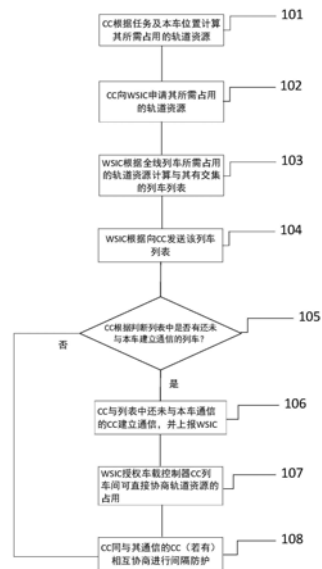 CC根据任务及本车位置计算
其所需占用的轨道资源
101
CC向WSIC申请其所需占用
的轨道资源
102
WSIC根据全线列车所需占用
的轨道资源计算与其有交集
的列车列表
103
WSIC根据向CC发送该列车
列表
104
CC根据判断列表中是否有还未
与本车建立通信的列车?
105
否
是
CC与列表中还未与本车通信
的CC建立通信，并上报WSIC
106
WSIC授权车载控制器CC列
车间可直接协商轨道资源的
占用
107
CC同与其通信的CC（若有）
相互协商进行间隔防护
108